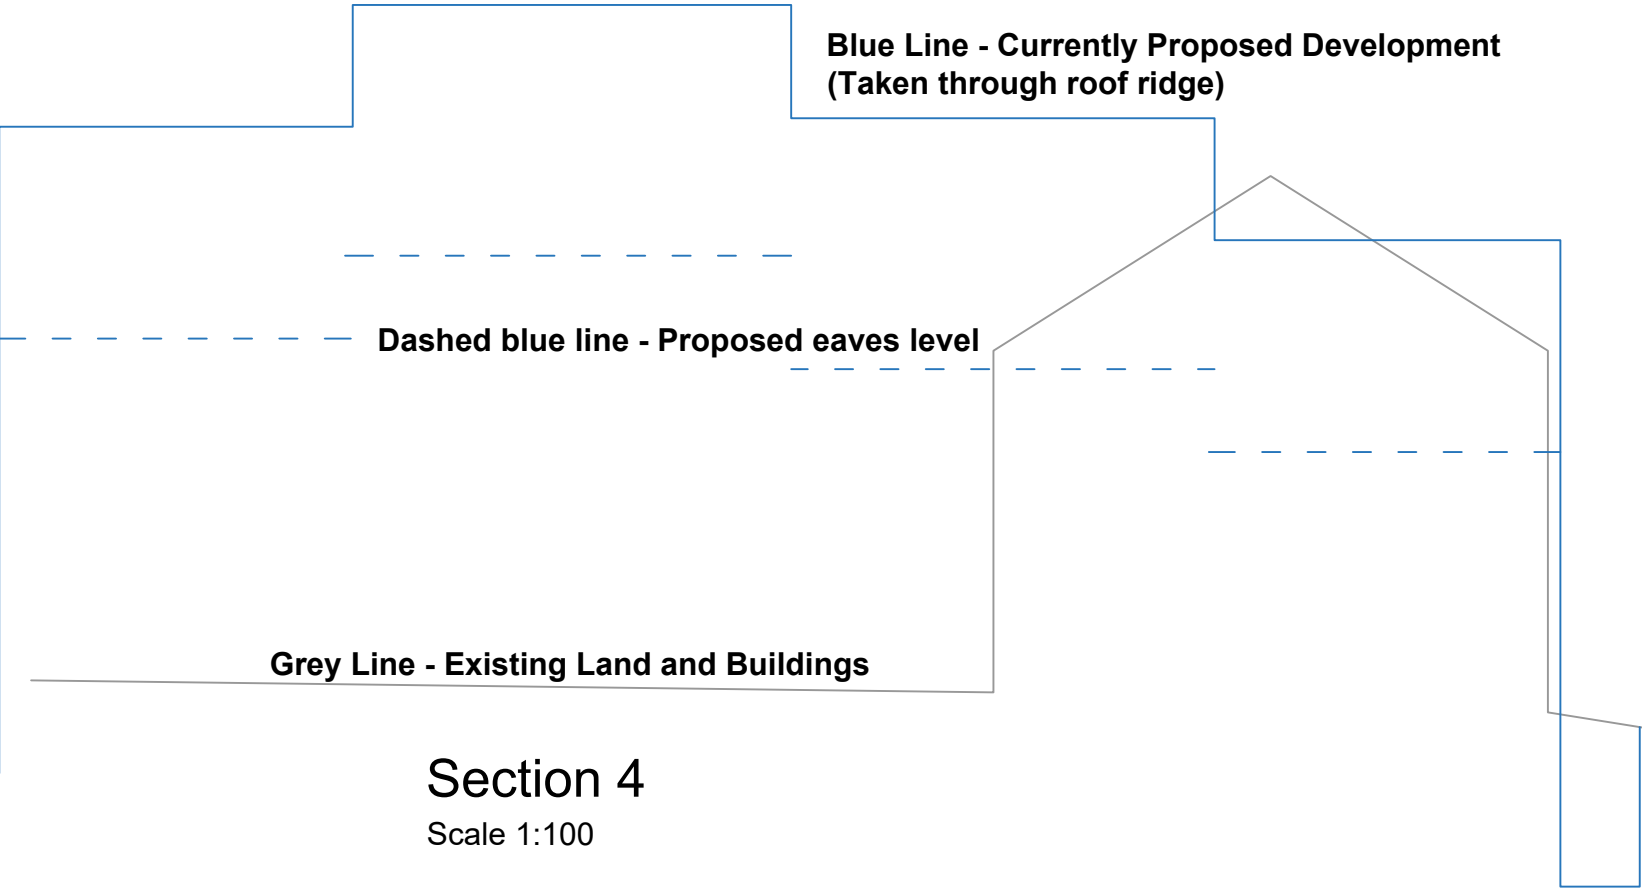 Blue Line - Currently Proposed Development
(Taken through roof ridge)
Dashed blue line - Proposed eaves level
Grey Line - Existing Land and Buildings
Section 4
Scale 1:100